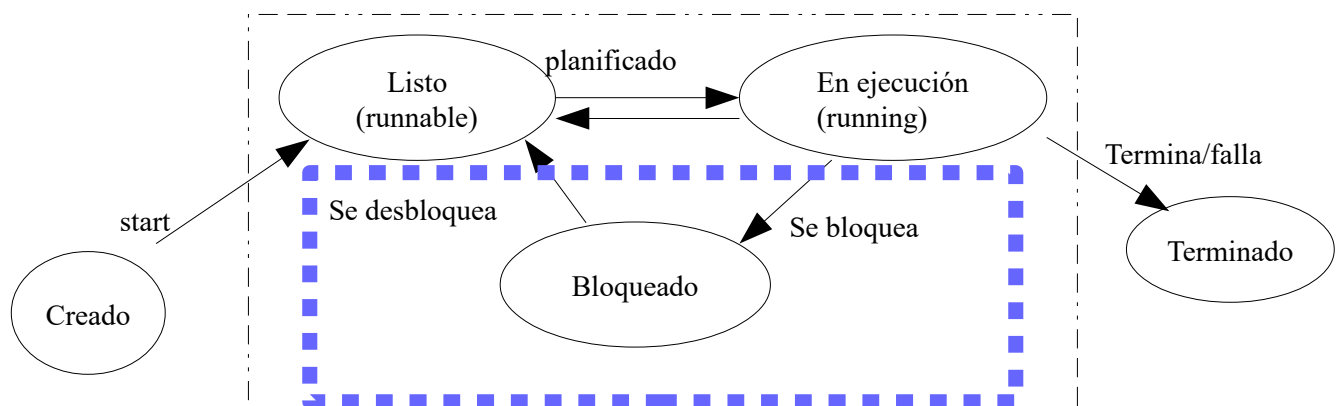 planificado
Listo
(runnable)
En ejecución
(running)
Termina/falla
start
Se desbloquea
Se bloquea
Terminado
Bloqueado
Creado